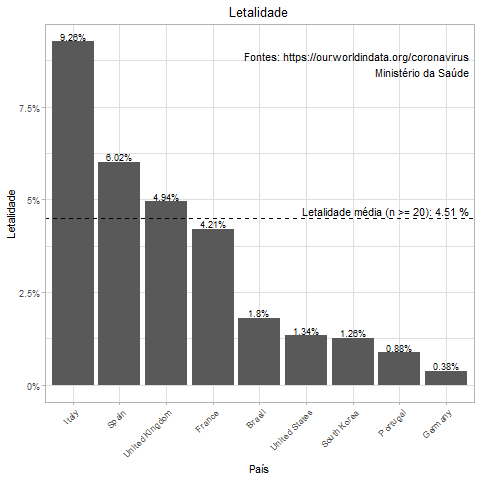 Letalidade
9.26%
Fontes: https://ourworldindata.org/coronavirus
Ministério da Saúde
7.5%
6.02%
5%
4.94%
Letalidade média (n >= 20): 4.51 %
4.21%
Letalidade
2.5%
1.8%
1.34%
1.26%
0.88%
0.38%
0%
Italy
Spain
United Kingdom
France
Brasil
United States
South Korea
Portugal
Germany
País